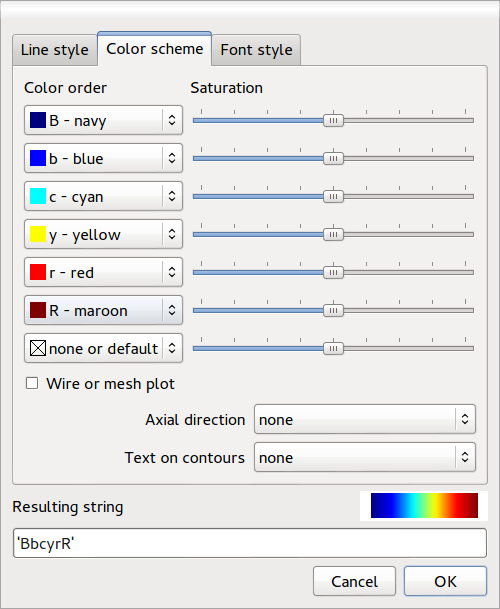 Line style Color scheme Font style
Color order Saturation
B - navy
b - blue
c - cyan
y - yellow
r - red
R - maroon
none or default
Wire or mesh plot
Axial direction none
Text on contours none
Resulting string
'BbcyrR'
Cancel OK